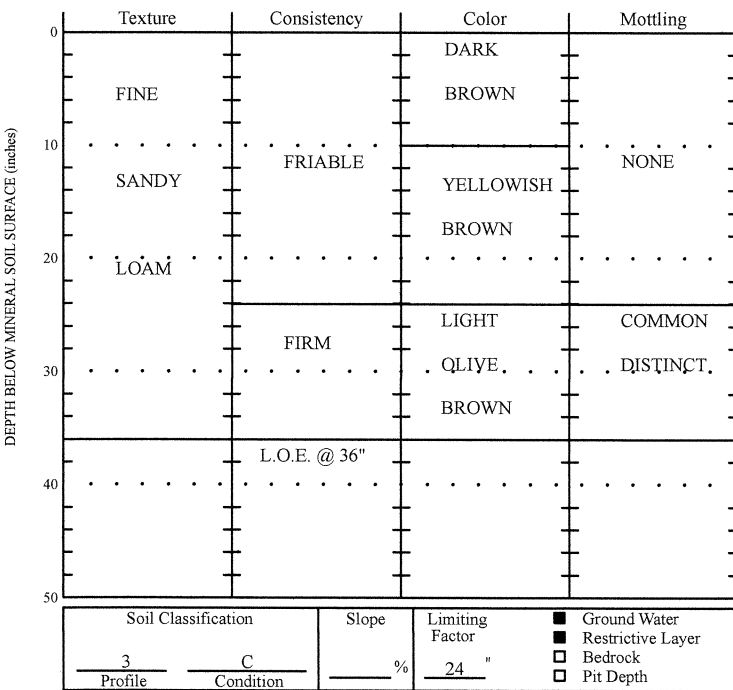 Texture Consistency Color Mottling
DEPTH BELOW MINERAL SOIL SURFACE (inches)
0
10
20
30
40
50
FINE
SANDY
LOAM
FRIABLE
FIRM
L.O.E. @ 36"
DARK
BROWN
YELLOWISH
BROWN
LIGHT
OLIVE
BROWN
NONE
COMMON
DISTINCT
Soil Classification
3 C
Profile Condition
Slope
%
Limiting
Factor
24 "
Ground Water
Restrictive Layer
Bedrock
Pit Depth